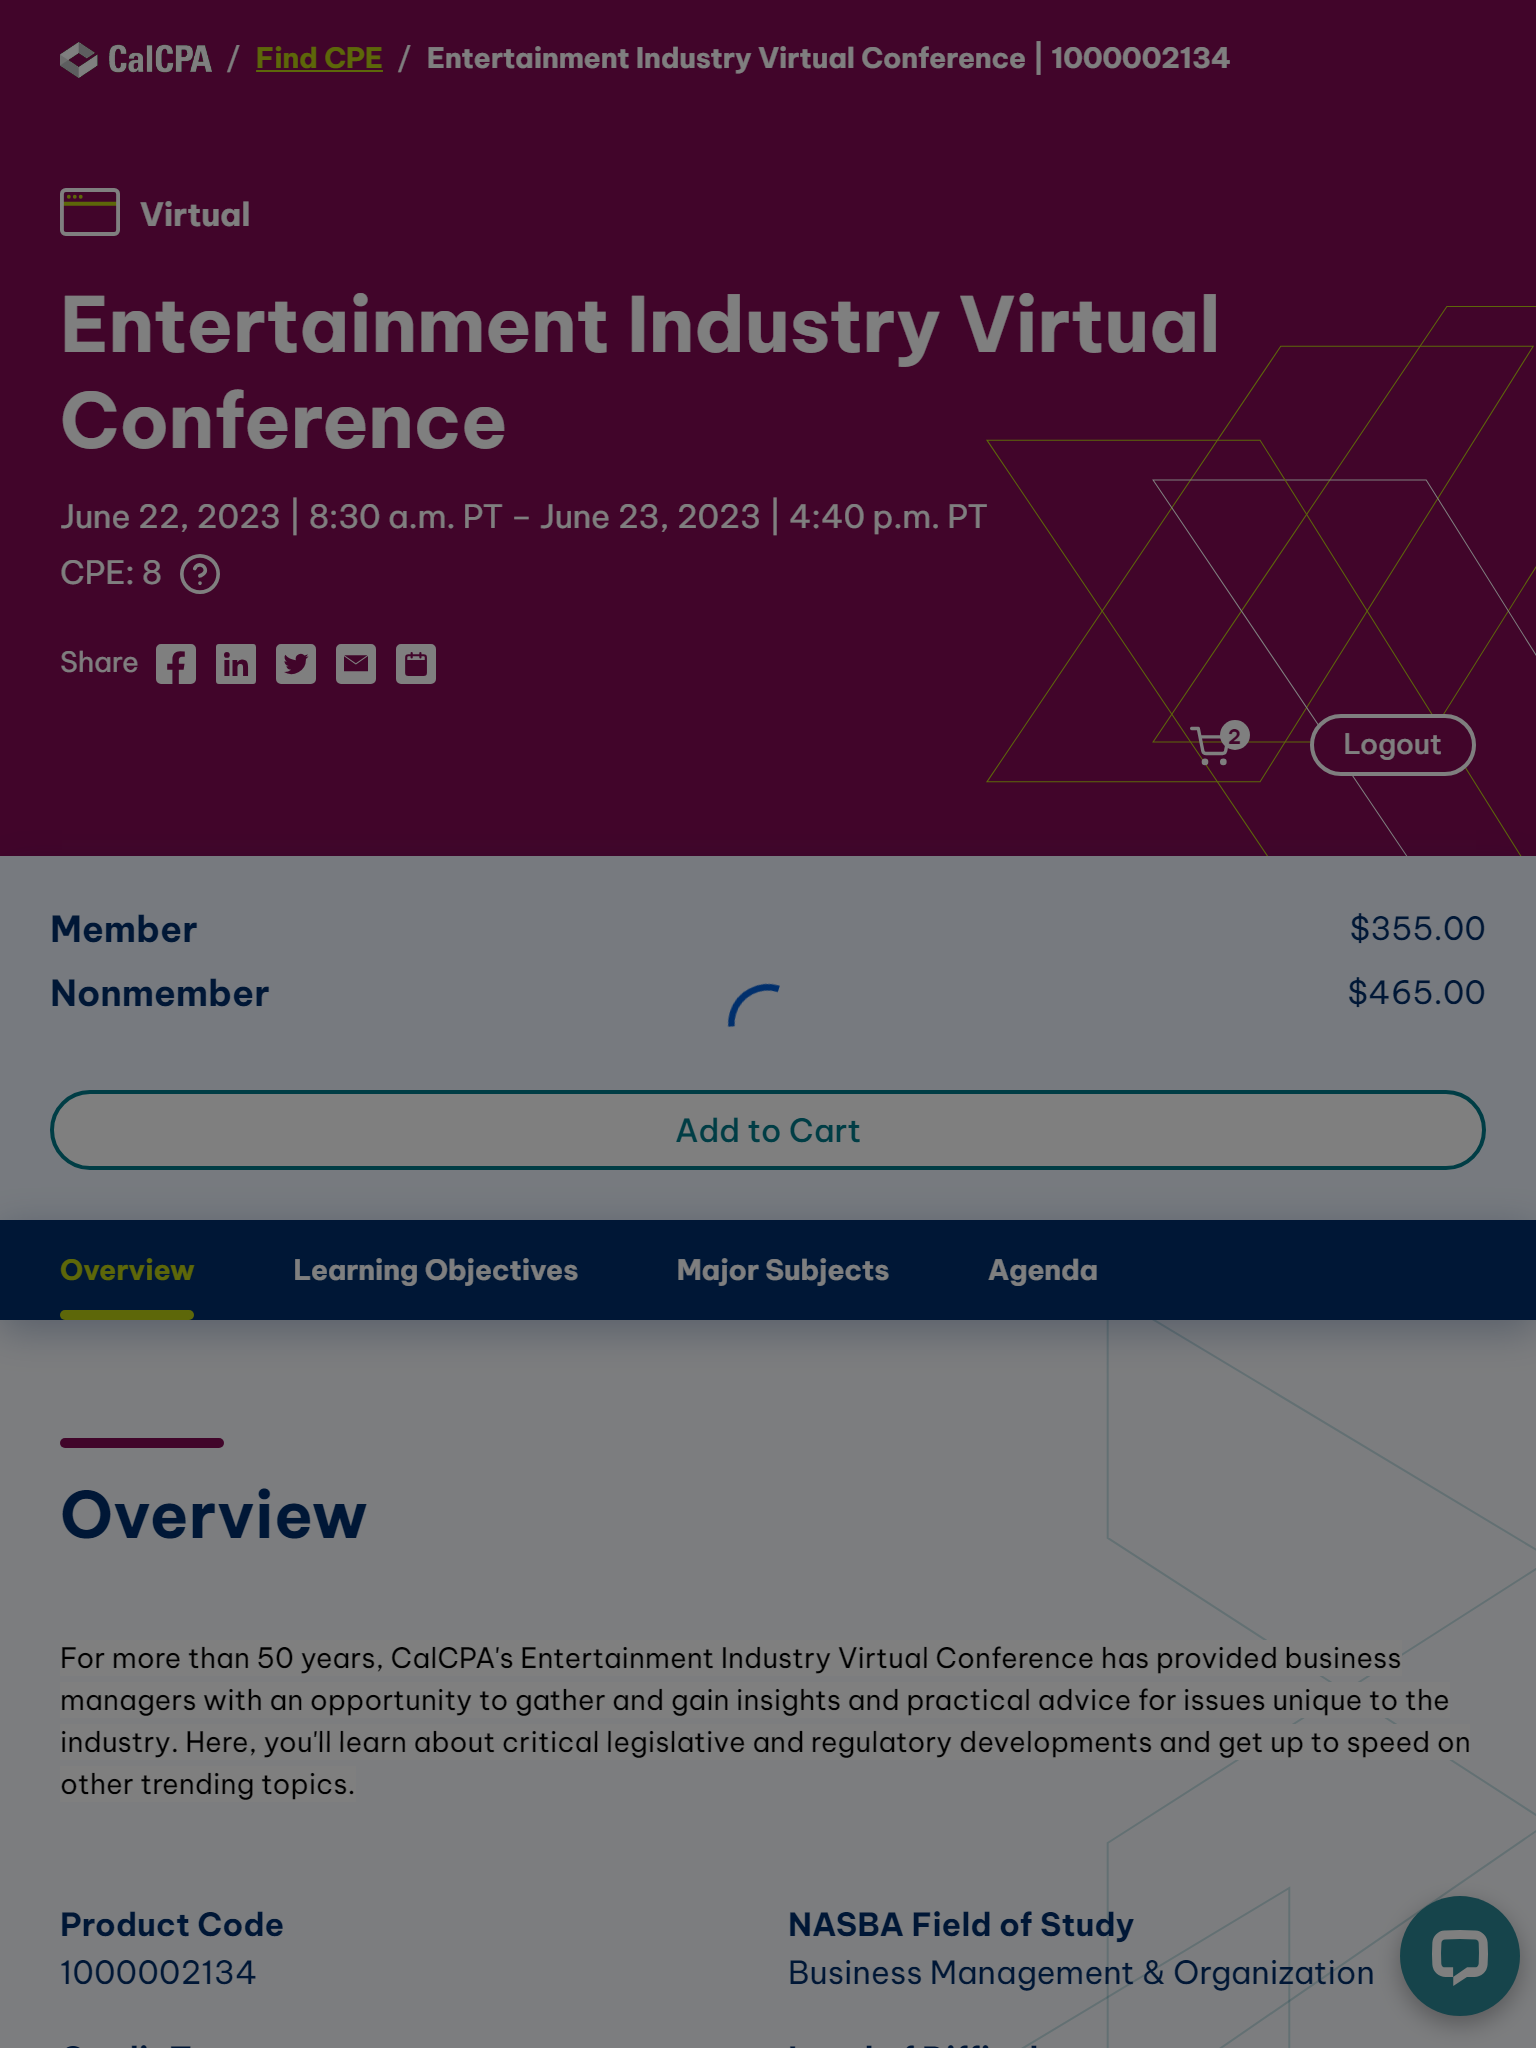 CalCPA / Find CPE / Entertainment Industry Virtual Conference | 1000002134
Virtual
Entertainment Industry Virtual
Conference
June 22, 2023 | 8:30 a.m. PT – June 23, 2023 | 4:40 p.m. PT
CPE: 8 ?
Share
2
Logout
Member $355.00
Nonmember $465.00
Add to Cart
Overview Learning Objectives Major Subjects Agenda
Overview
For more than 50 years, CalCPA's Entertainment Industry Virtual Conference has provided business
managers with an opportunity to gather and gain insights and practical advice for issues unique to the
industry. Here, you'll learn about critical legislative and regulatory developments and get up to speed on
other trending topics.
Product Code
1000002134
NASBA Field of Study
Business Management & Organization